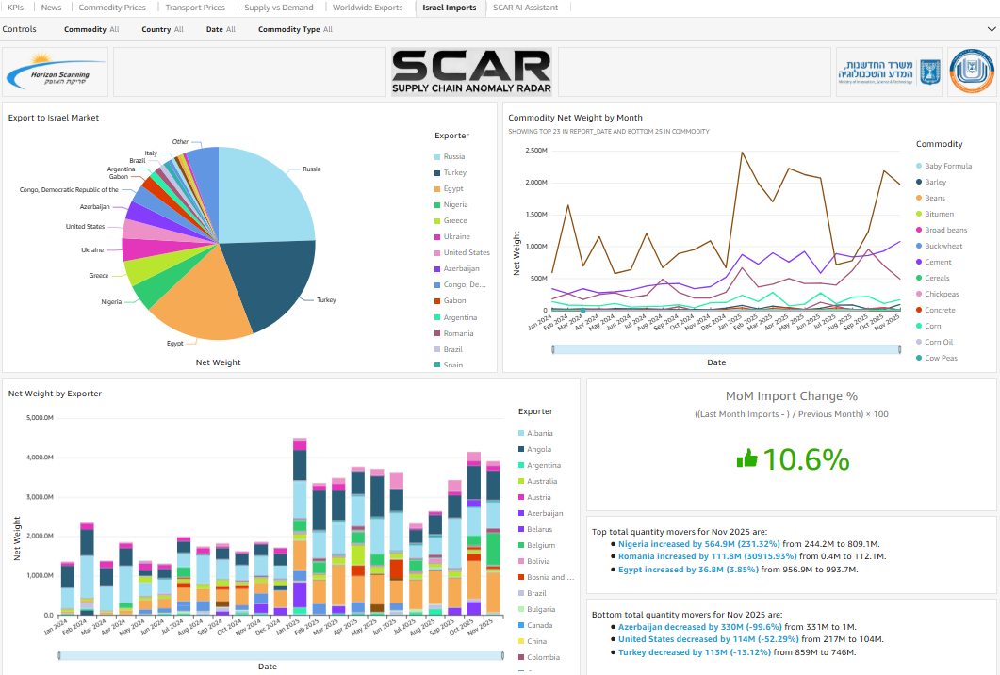 KPIs News Commodity Prices Transport Prices Supply vs Demand Worldwide Exports Israel Imports SCAR AI Assistant
Controls Commodity All Country All Date All Commodity Type All
Horizon Scanning
סריקת האופק
SCAR
SUPPLY CHAIN ANOMALY RADAR
משרד החדשנות,
המדע והטכנולוגיה
Ministry of Innovation, Science & Technology
Export to Israel Market
Other
Italy
Brazil
Argentina
Gabon
Congo, Democratic Republic of the
Azerbaijan
United States
Ukraine
Greece
Nigeria
Egypt
Turkey
Russia
Net Weight
Exporter
Russia
Turkey
Egypt
Nigeria
Greece
Ukraine
United States
Azerbaijan
Congo, De...
Gabon
Argentina
Romania
Brazil
Spain
Commodity Net Weight by Month
SHOWING TOP 23 IN REPORT_DATE AND BOTTOM 25 IN COMMODITY
Net Weight
2,500M
2,000M
1,500M
1,000M
500M
0
Jan 2024
Feb 2024
Mar 2024
Apr 2024
May 2024
Jun 2024
Jul 2024
Aug 2024
Sep 2024
Oct 2024
Nov 2024
Dec 2024
Jan 2025
Feb 2025
Mar 2025
Apr 2025
May 2025
Jun 2025
Jul 2025
Aug 2025
Sep 2025
Oct 2025
Nov 2025
Date
Commodity
Baby Formula
Barley
Beans
Bitumen
Broad beans
Buckwheat
Cement
Cereals
Chickpeas
Concrete
Corn
Corn Oil
Cow Peas
Net Weight by Exporter
Net Weight
5,000.0M
4,000.0M
3,000.0M
2,000.0M
1,000.0M
0.0
Jan 2024
Feb 2024
Mar 2024
Apr 2024
May 2024
Jun 2024
Jul 2024
Aug 2024
Sep 2024
Oct 2024
Nov 2024
Dec 2024
Jan 2025
Feb 2025
Mar 2025
Apr 2025
May 2025
Jun 2025
Jul 2025
Aug 2025
Sep 2025
Oct 2025
Nov 2025
Date
Exporter
Albania
Angola
Argentina
Australia
Austria
Azerbaijan
Belarus
Belgium
Bolivia
Bosnia and ...
Brazil
Bulgaria
Canada
China
Colombia
MoM Import Change %
((Last Month Imports - ) / Previous Month) × 100
10.6%
Top total quantity movers for Nov 2025 are:
Nigeria increased by 564.9M (231.32%) from 244.2M to 809.1M.
Romania increased by 111.8M (30915.93%) from 0.4M to 112.1M.
Egypt increased by 36.8M (3.85%) from 956.9M to 993.7M.
Bottom total quantity movers for Nov 2025 are:
Azerbaijan decreased by 330M (-99.6%) from 331M to 1M.
United States decreased by 114M (-52.29%) from 217M to 104M.
Turkey decreased by 113M (-13.12%) from 859M to 746M.